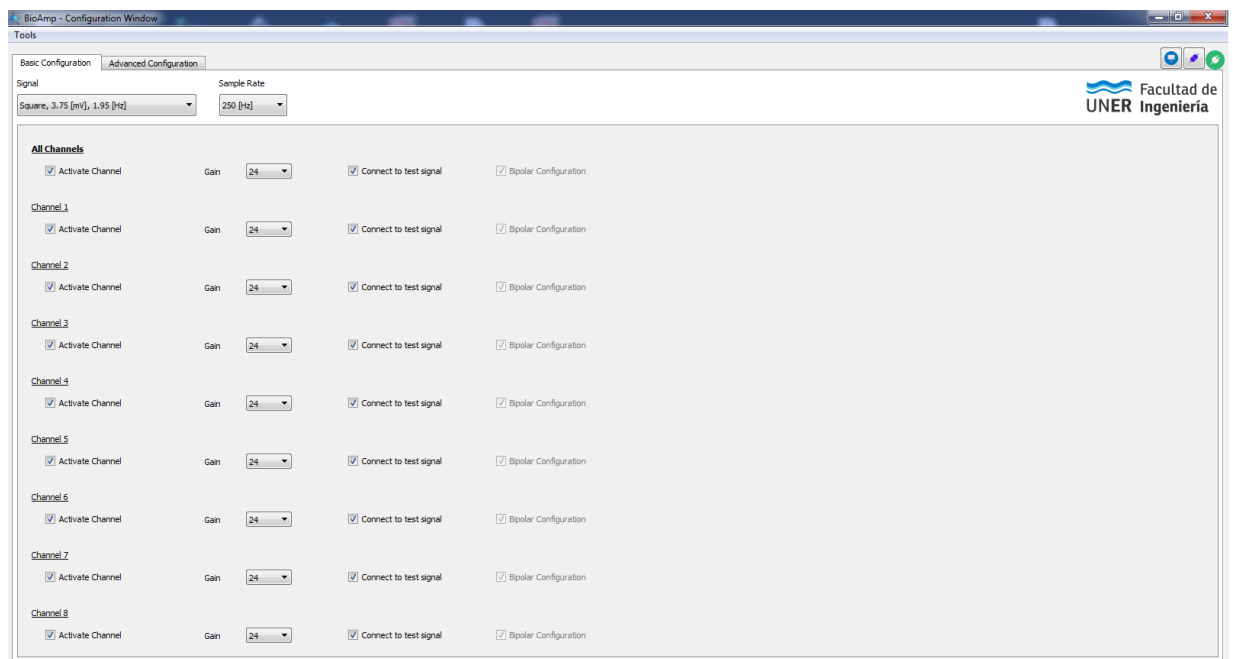 BioAmp - Configuration Window
Tools
Basic Configuration Advanced Configuration
Signal Sample Rate
Square, 3.75 [mV], 1.95 [Hz] 250 [Hz]
Facultad de
UNER Ingeniería
All Channels
Activate Channel Gain 24 Connect to test signal Bipolar Configuration
Channel 1
Activate Channel Gain 24 Connect to test signal Bipolar Configuration
Channel 2
Activate Channel Gain 24 Connect to test signal Bipolar Configuration
Channel 3
Activate Channel Gain 24 Connect to test signal Bipolar Configuration
Channel 4
Activate Channel Gain 24 Connect to test signal Bipolar Configuration
Channel 5
Activate Channel Gain 24 Connect to test signal Bipolar Configuration
Channel 6
Activate Channel Gain 24 Connect to test signal Bipolar Configuration
Channel 7
Activate Channel Gain 24 Connect to test signal Bipolar Configuration
Channel 8
Activate Channel Gain 24 Connect to test signal Bipolar Configuration